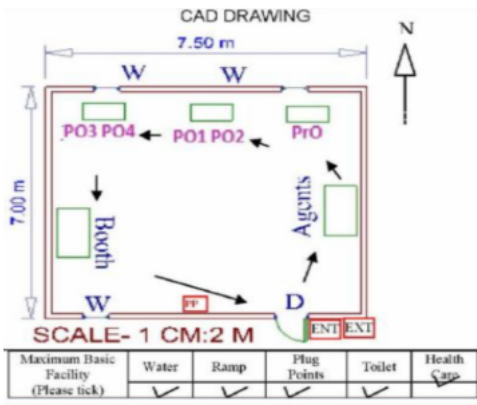 CAD DRAWING
7.50 m
N
W W
PO3 PO4 PO1 PO2 PrO
7.00 m
Booth
Agents
W PP D
ENT EXT
SCALE- 1 CM:2 M
Maximum Basic Facility (Please tick) Water Ramp Plug Points Toilet Health Care